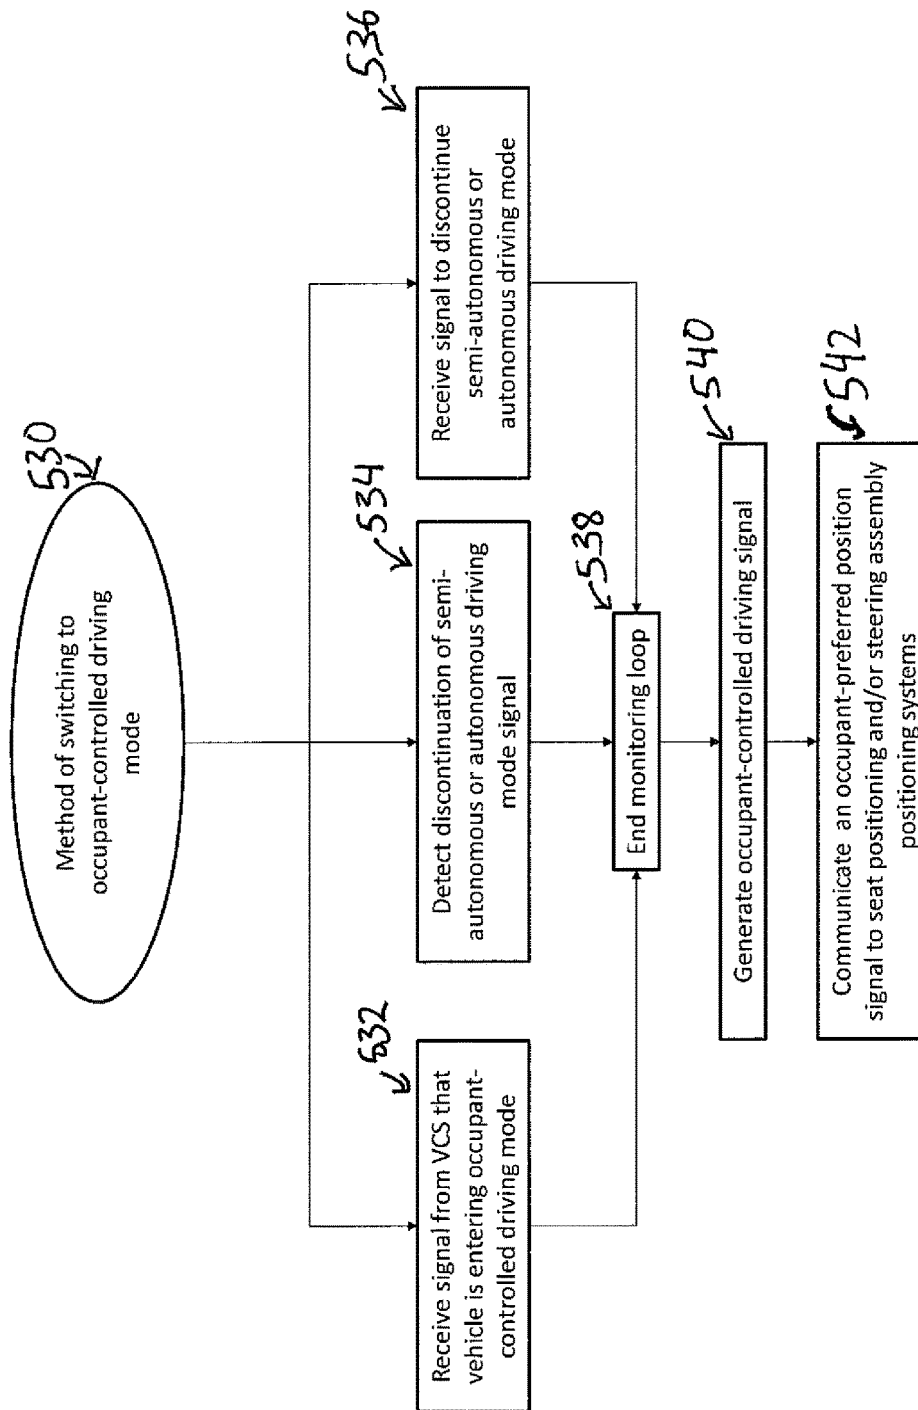 530
Method of switching to
occupant-controlled driving
mode
532
Receive signal from VCS that
vehicle is entering occupant-
controlled driving mode
534
Detect discontinuation of semi-
autonomous or autonomous driving
mode signal
536
Receive signal to discontinue
semi-autonomous or
autonomous driving mode
538
End monitoring loop
540
Generate occupant-controlled driving signal
542
Communicate an occupant-preferred position
signal to seat positioning and/or steering assembly
positioning systems